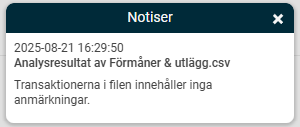 Notiser
2025-08-21 16:29:50
Analysresultat av Förmåner & utlägg.csv
Transaktionerna i filen innehåller inga
anmärkningar.